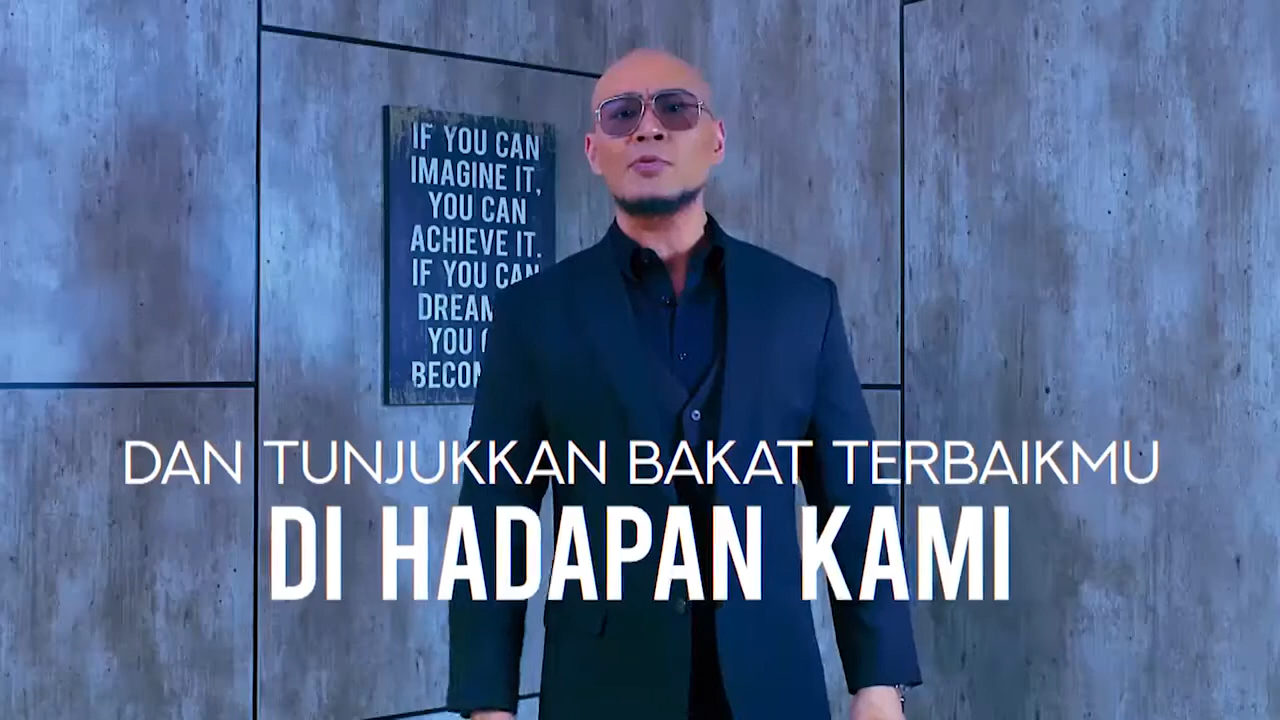 IF YOU CAN
IMAGINE IT,
YOU CAN
ACHIEVE IT.
IF YOU CAN
DREAM
YOU
BECOM
DAN TUNJUKKAN BAKAT TERBAIKMU
DI HADAPAN KAMI